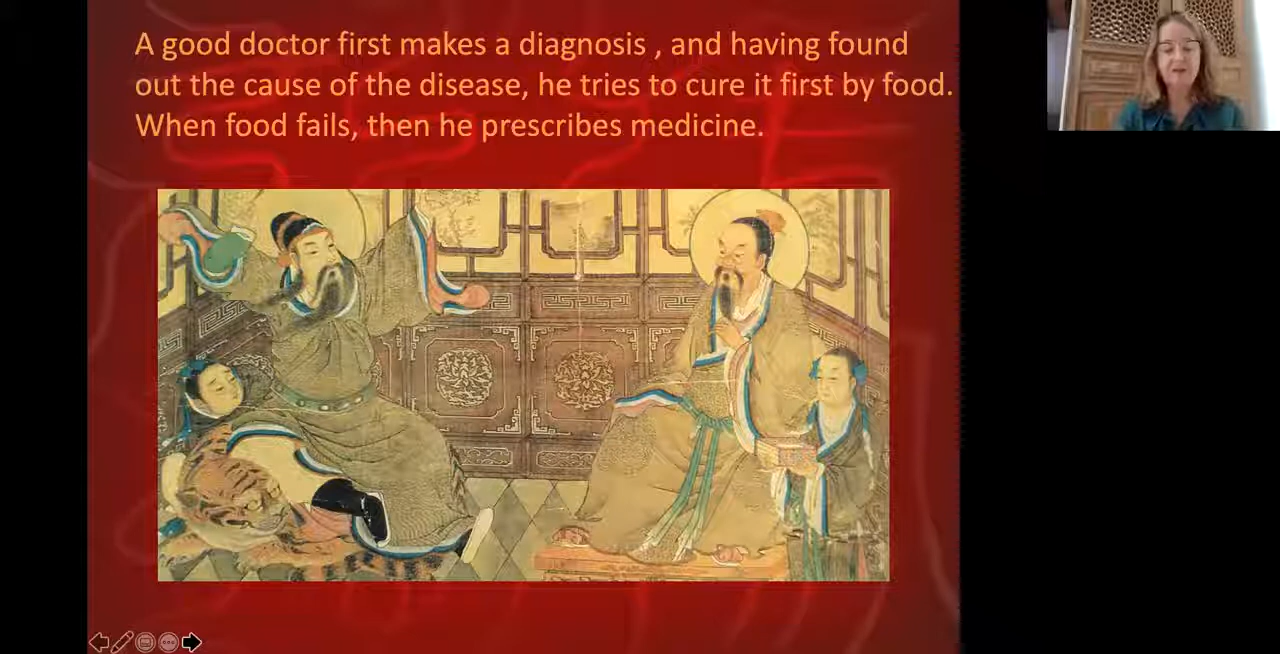 A good doctor first makes a diagnosis , and having found
out the cause of the disease, he tries to cure it first by food.
When food fails, then he prescribes medicine.